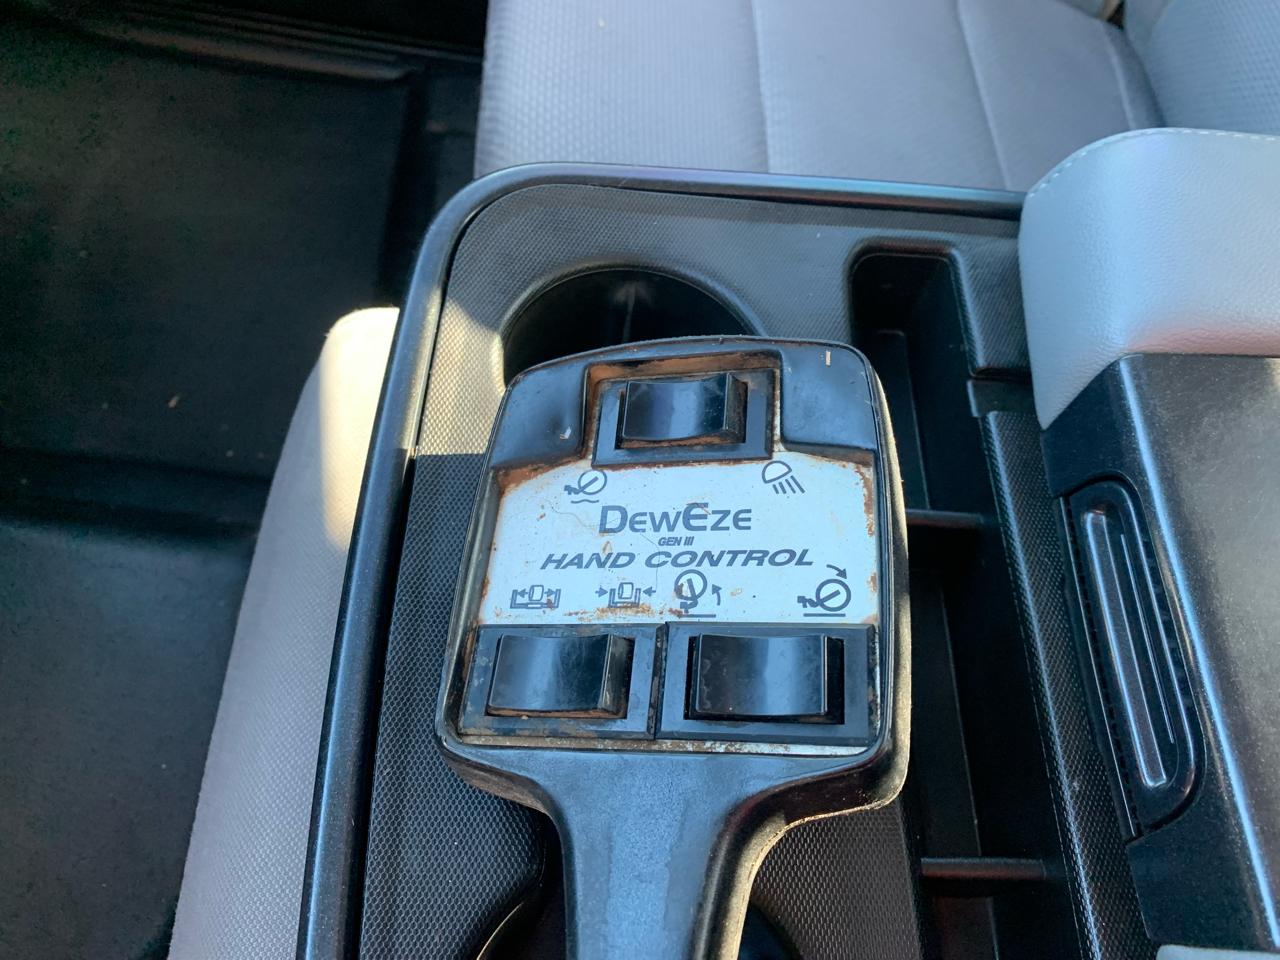 DEWEZE
GEN III
HAND CONTROL